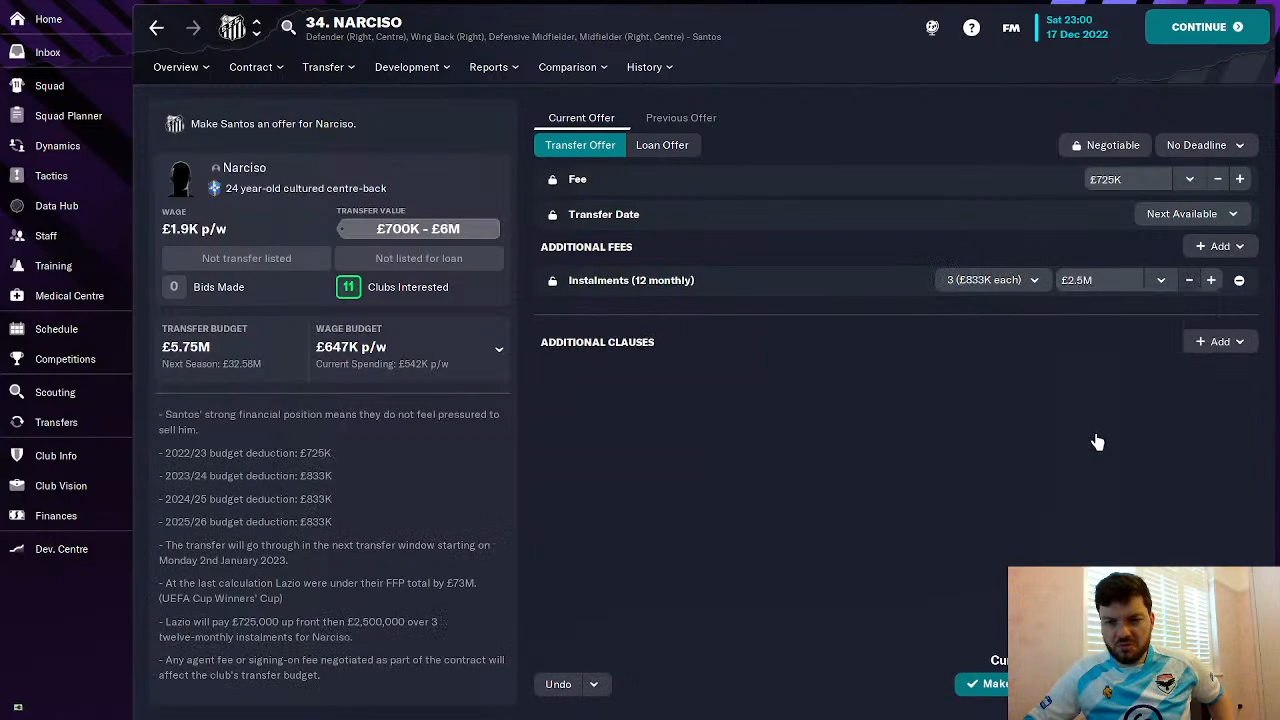 34. NARCISO
Defender (Right, Centre), Wing Back (Right), Defensive Midfielder, Midfielder (Right, Centre) - Santos
FM
Sat 23:00
17 Dec 2022
CONTINUE
Home
Inbox
Squad
Squad Planner
Dynamics
Tactics
Data Hub
Staff
Training
Medical Centre
Schedule
Competitions
Scouting
Transfers
Club Info
Club Vision
Finances
Dev. Centre
Overview
Contract
Transfer
Development
Reports
Comparison
History
Make Santos an offer for Narciso.
Narciso
24 year-old cultured centre-back
WAGE
£1.9K p/w
TRANSFER VALUE
£700K - £6M
Not transfer listed
Not listed for loan
0 Bids Made
11 Clubs Interested
TRANSFER BUDGET
£5.75M
Next Season: £32.58M
WAGE BUDGET
£647K p/w
Current Spending: £542K p/w
- Santos' strong financial position means they do not feel pressured to
sell him.
- 2022/23 budget deduction: £725K
- 2023/24 budget deduction: £833K
- 2024/25 budget deduction: £833K
- 2025/26 budget deduction: £833K
- The transfer will go through in the next transfer window starting on
Monday 2nd January 2023.
- At the last calculation Lazio were under their FFP total by £73M.
(UEFA Cup Winners' Cup)
- Lazio will pay £725,000 up front then £2,500,000 over 3
twelve-monthly instalments for Narciso.
- Any agent fee or signing-on fee negotiated as part of the contract will
affect the club's transfer budget.
Current Offer
Previous Offer
Transfer Offer
Loan Offer
Negotiable
No Deadline
Fee
£725K
Transfer Date
Next Available
ADDITIONAL FEES
+ Add
Instalments (12 monthly)
3 (£833K each)
£2.5M
ADDITIONAL CLAUSES
+ Add
Undo
Cu
Make